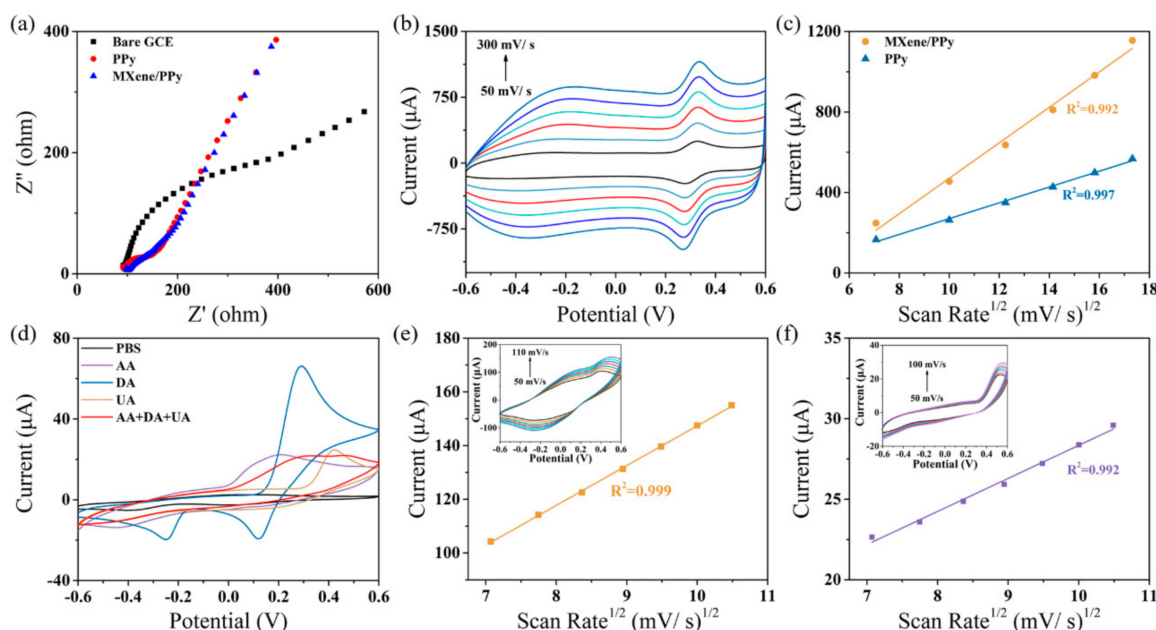 (a)
400
200
0
Z'' (ohm)
Bare GCE
PPy
MXene/PPy
0 200 400 600
Z' (ohm)
(b)
1500
750
0
-750
Current (μA)
300 mV/ s
50 mV/ s
-0.6 -0.4 -0.2 0.0 0.2 0.4 0.6
Potential (V)
(c)
1200
800
400
0
Current (μA)
MXene/PPy
PPy
R²=0.992
R²=0.997
6 8 10 12 14 16 18
Scan Rate^1/2 (mV/ s)^1/2
(d)
80
40
0
-40
Current (μA)
PBS
AA
DA
UA
AA+DA+UA
-0.6 -0.4 -0.2 0.0 0.2 0.4 0.6
Potential (V)
(e)
180
160
140
120
100
Current (μA)
100
0
-100
Current (μA)
110 mV/s
50 mV/s
-0.6 -0.4 -0.2 0.0 0.2 0.4 0.6
Potential (V)
R²=0.999
7 8 9 10 11
Scan Rate^1/2 (mV/ s)^1/2
(f)
35
30
25
20
Current (μA)
40
20
0
-20
Current (μA)
100 mV/s
50 mV/s
-0.6 -0.4 -0.2 0.0 0.2 0.4 0.6
Potential (V)
R²=0.992
7 8 9 10 11
Scan Rate^1/2 (mV/ s)^1/2